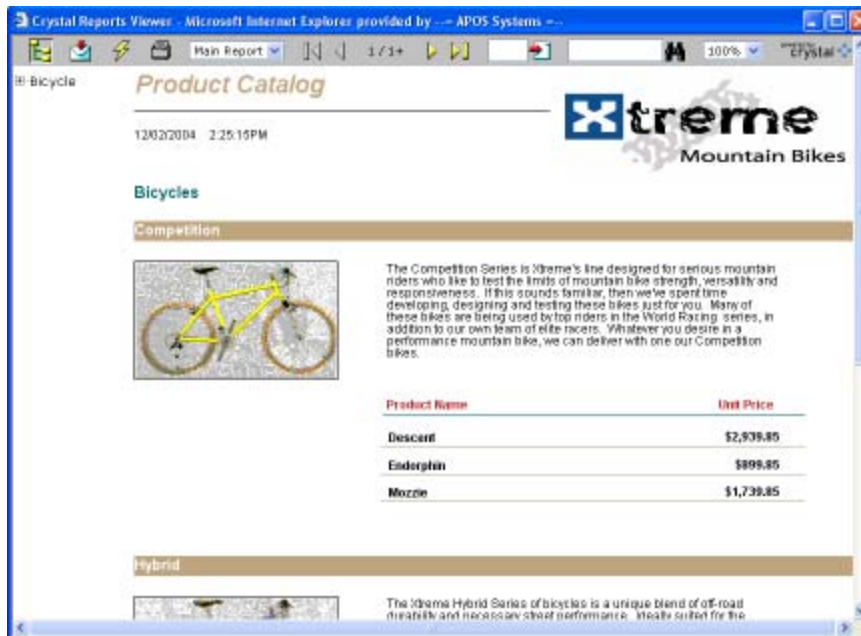 Crystal Reports Viewer - Microsoft Internet Explorer provided by --= APOS Systems =--
Main Report
1 / 1+
100%
crystal
Bicycle
Product Catalog
12/02/2004 2:25:15PM
Xtreme
Mountain Bikes
Bicycles
Competition
The Competition Series is Xtreme's line designed for serious mountain
riders who like to test the limits of mountain bike strength, versatility and
responsiveness. If this sounds familiar, then we've spent time
developing, designing and testing these bikes just for you. Many of
these bikes are being used by top riders in the World Racing series, in
addition to our own team of elite racers. Whatever you desire in a
performance mountain bike, we can deliver with one our Competition
bikes.
Product Name Unit Price
Descent $2,939.85
Endorphin $899.85
Mozzie $1,739.85
Hybrid
The Xtreme Hybrid Series of bicycles is a unique blend of off-road
durability and necessary street performance. Ideally suited for the